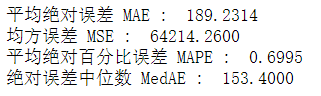 平均绝对误差 MAE :  189.2314
均方误差 MSE :  64214.2600
平均绝对百分比误差 MAPE :  0.6995
绝对误差中位数 MedAE :  153.4000